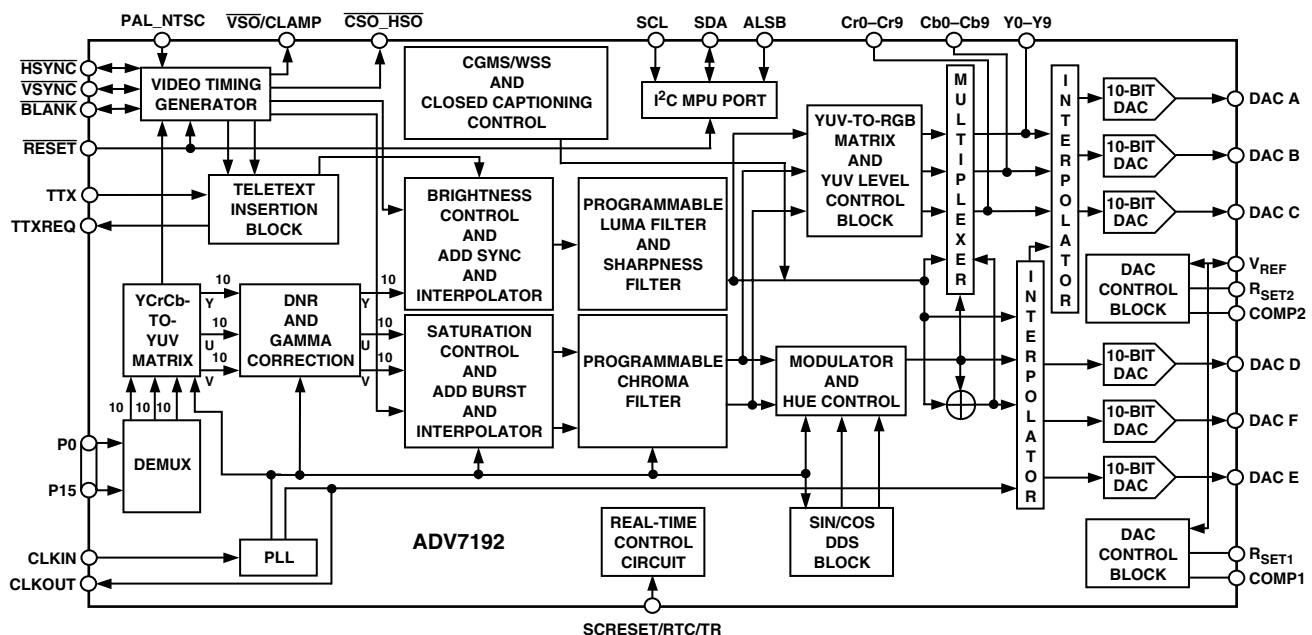 PAL_NTSC
VSO/CLAMP
CSO_HSO
SCL
SDA
ALSB
Cr0–Cr9
Cb0–Cb9
Y0–Y9
HSYNC
VSYNC
BLANK
RESET
TTX
TTXREQ
P0
P15
CLKIN
CLKOUT
VIDEO TIMING
GENERATOR
CGMS/WSS
AND
CLOSED CAPTIONING
CONTROL
I2C MPU PORT
TELETEXT
INSERTION
BLOCK
BRIGHTNESS
CONTROL
AND
ADD SYNC
AND
INTERPOLATOR
PROGRAMMABLE
LUMA FILTER
AND
SHARPNESS
FILTER
YUV-TO-RGB
MATRIX
AND
YUV LEVEL
CONTROL
BLOCK
MULTIPLEXER
INTERPOLATOR
10-BIT
DAC
DAC A
10-BIT
DAC
DAC B
10-BIT
DAC
DAC C
YCrCb-
TO-
YUV
MATRIX
10
Y
10
U
10
V
DNR
AND
GAMMA
CORRECTION
10
Y
10
U
10
V
SATURATION
CONTROL
AND
ADD BURST
AND
INTERPOLATOR
PROGRAMMABLE
CHROMA
FILTER
MODULATOR
AND
HUE CONTROL
INTERPOLATOR
DAC
CONTROL
BLOCK
VREF
RSET2
COMP2
10-BIT
DAC
DAC D
10-BIT
DAC
DAC F
10-BIT
DAC
DAC E
10
10
10
DEMUX
PLL
ADV7192
REAL-TIME
CONTROL
CIRCUIT
SIN/COS
DDS
BLOCK
DAC
CONTROL
BLOCK
RSET1
COMP1
SCRESET/RTC/TR